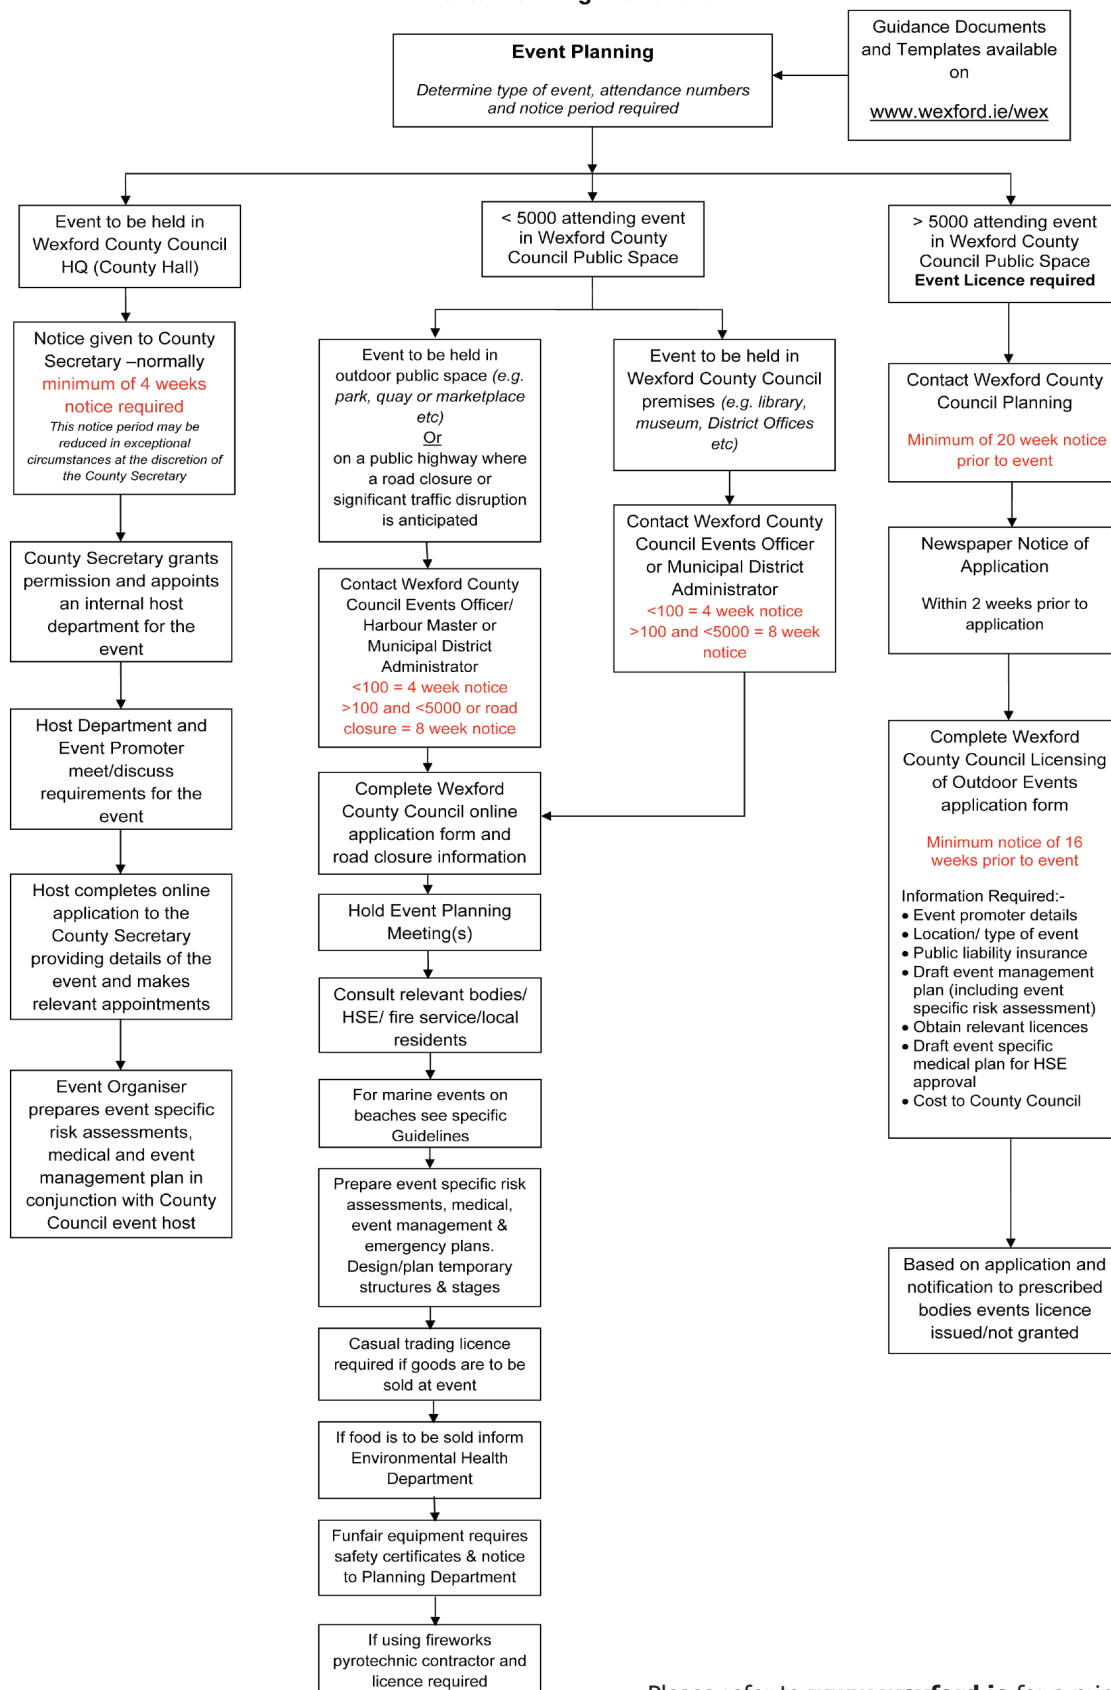 Event Planning
Determine type of event, attendance numbers
and notice period required
Guidance Documents
and Templates available
on
www.wexford.ie/wex
Event to be held in
Wexford County Council
HQ (County Hall)
Notice given to County
Secretary –normally
minimum of 4 weeks
notice required
This notice period may be
reduced in exceptional
circumstances at the discretion of
the County Secretary
County Secretary grants
permission and appoints
an internal host
department for the
event
Host Department and
Event Promoter
meet/discuss
requirements for the
event
Host completes online
application to the
County Secretary
providing details of the
event and makes
relevant appointments
Event Organiser
prepares event specific
risk assessments,
medical and event
management plan in
conjunction with County
Council event host
< 5000 attending event
in Wexford County
Council Public Space
Event to be held in
outdoor public space (e.g.
park, quay or marketplace
etc)
Or
on a public highway where
a road closure or
significant traffic disruption
is anticipated
Contact Wexford County
Council Events Officer/
Harbour Master or
Municipal District
Administrator
<100 = 4 week notice
>100 and <5000 or road
closure = 8 week notice
Event to be held in
Wexford County Council
premises (e.g. library,
museum, District Offices
etc)
Contact Wexford County
Council Events Officer
or Municipal District
Administrator
<100 = 4 week notice
>100 and <5000 = 8 week
notice
Complete Wexford
County Council online
application form and
road closure information
Hold Event Planning
Meeting(s)
Consult relevant bodies/
HSE/ fire service/local
residents
For marine events on
beaches see specific
Guidelines
Prepare event specific risk
assessments, medical,
event management &
emergency plans.
Design/plan temporary
structures & stages
Casual trading licence
required if goods are to be
sold at event
If food is to be sold inform
Environmental Health
Department
Funfair equipment requires
safety certificates & notice
to Planning Department
If using fireworks
pyrotechnic contractor and
licence required
> 5000 attending event
in Wexford County
Council Public Space
Event Licence required
Contact Wexford County
Council Planning
Minimum of 20 week notice
prior to event
Newspaper Notice of
Application
Within 2 weeks prior to
application
Complete Wexford
County Council Licensing
of Outdoor Events
application form
Minimum notice of 16
weeks prior to event
Information Required:-
• Event promoter details
• Location/ type of event
• Public liability insurance
• Draft event management
plan (including event
specific risk assessment)
• Obtain relevant licences
• Draft event specific
medical plan for HSE
approval
• Cost to County Council
Based on application and
notification to prescribed
bodies events licence
issued/not granted
Please refer to www.wexford.ie for a